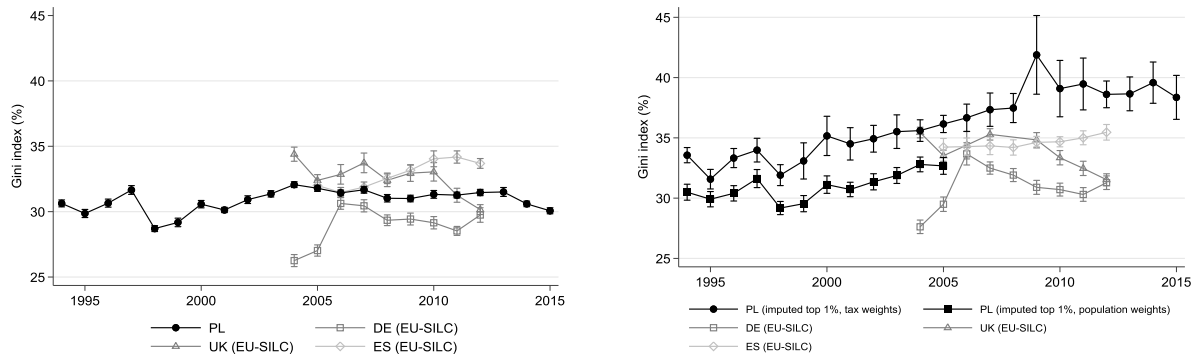 Gini index (%)
45
40
35
30
25
1995
2000
2005
2010
2015
PL
DE (EU-SILC)
UK (EU-SILC)
ES (EU-SILC)
Gini index (%)
45
40
35
30
25
1995
2000
2005
2010
2015
PL (imputed top 1%, tax weights)
PL (imputed top 1%, population weights)
DE (EU-SILC)
UK (EU-SILC)
ES (EU-SILC)